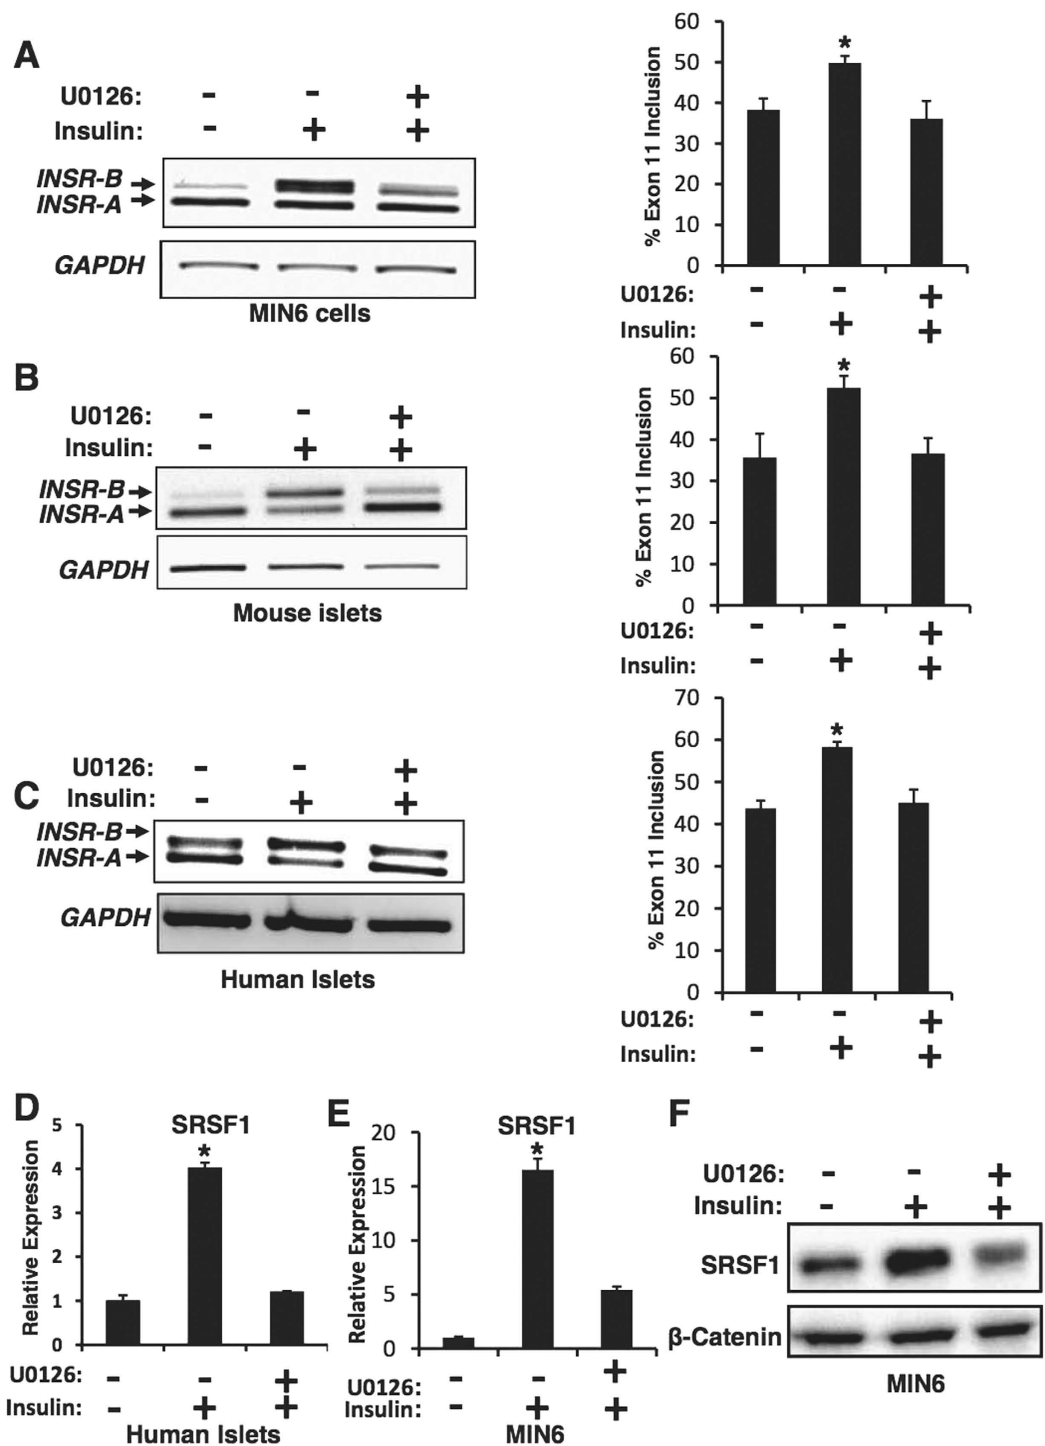 A
U0126: - - +
Insulin: - + +
INSR-B
INSR-A
GAPDH
MIN6 cells
% Exon 11 Inclusion
60
50
40
30
20
10
0
*
U0126: - - +
Insulin: - + +
B
U0126: - - +
Insulin: - + +
INSR-B
INSR-A
GAPDH
Mouse islets
% Exon 11 Inclusion
60
50
40
30
20
10
0
*
U0126: - - +
Insulin: - + +
C
U0126: - - +
Insulin: - + +
INSR-B
INSR-A
GAPDH
Human Islets
% Exon 11 Inclusion
70
60
50
40
30
20
10
0
*
U0126: - - +
Insulin: - + +
D
SRSF1
Relative Expression
5
4
3
2
1
0
*
U0126: - - +
Insulin: - + +
Human Islets
E
SRSF1
Relative Expression
20
15
10
5
0
*
U0126: - - +
Insulin: - + +
MIN6
F
U0126: - - +
Insulin: - + +
SRSF1
β-Catenin
MIN6